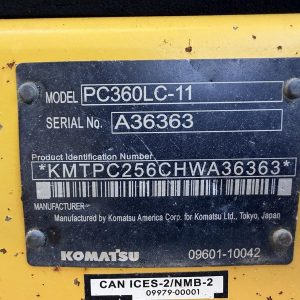 MODEL PC360LC-11
SERIAL No. A36363
Product Identification Number
*KMTPC256CHWA36363*
Manufacturer
Manufactured by Komatsu America Corp. for Komatsu Ltd. Tokyo, Japan
KOMATSU 09601-10042
CAN ICES-2/NMB-2
09979-00001